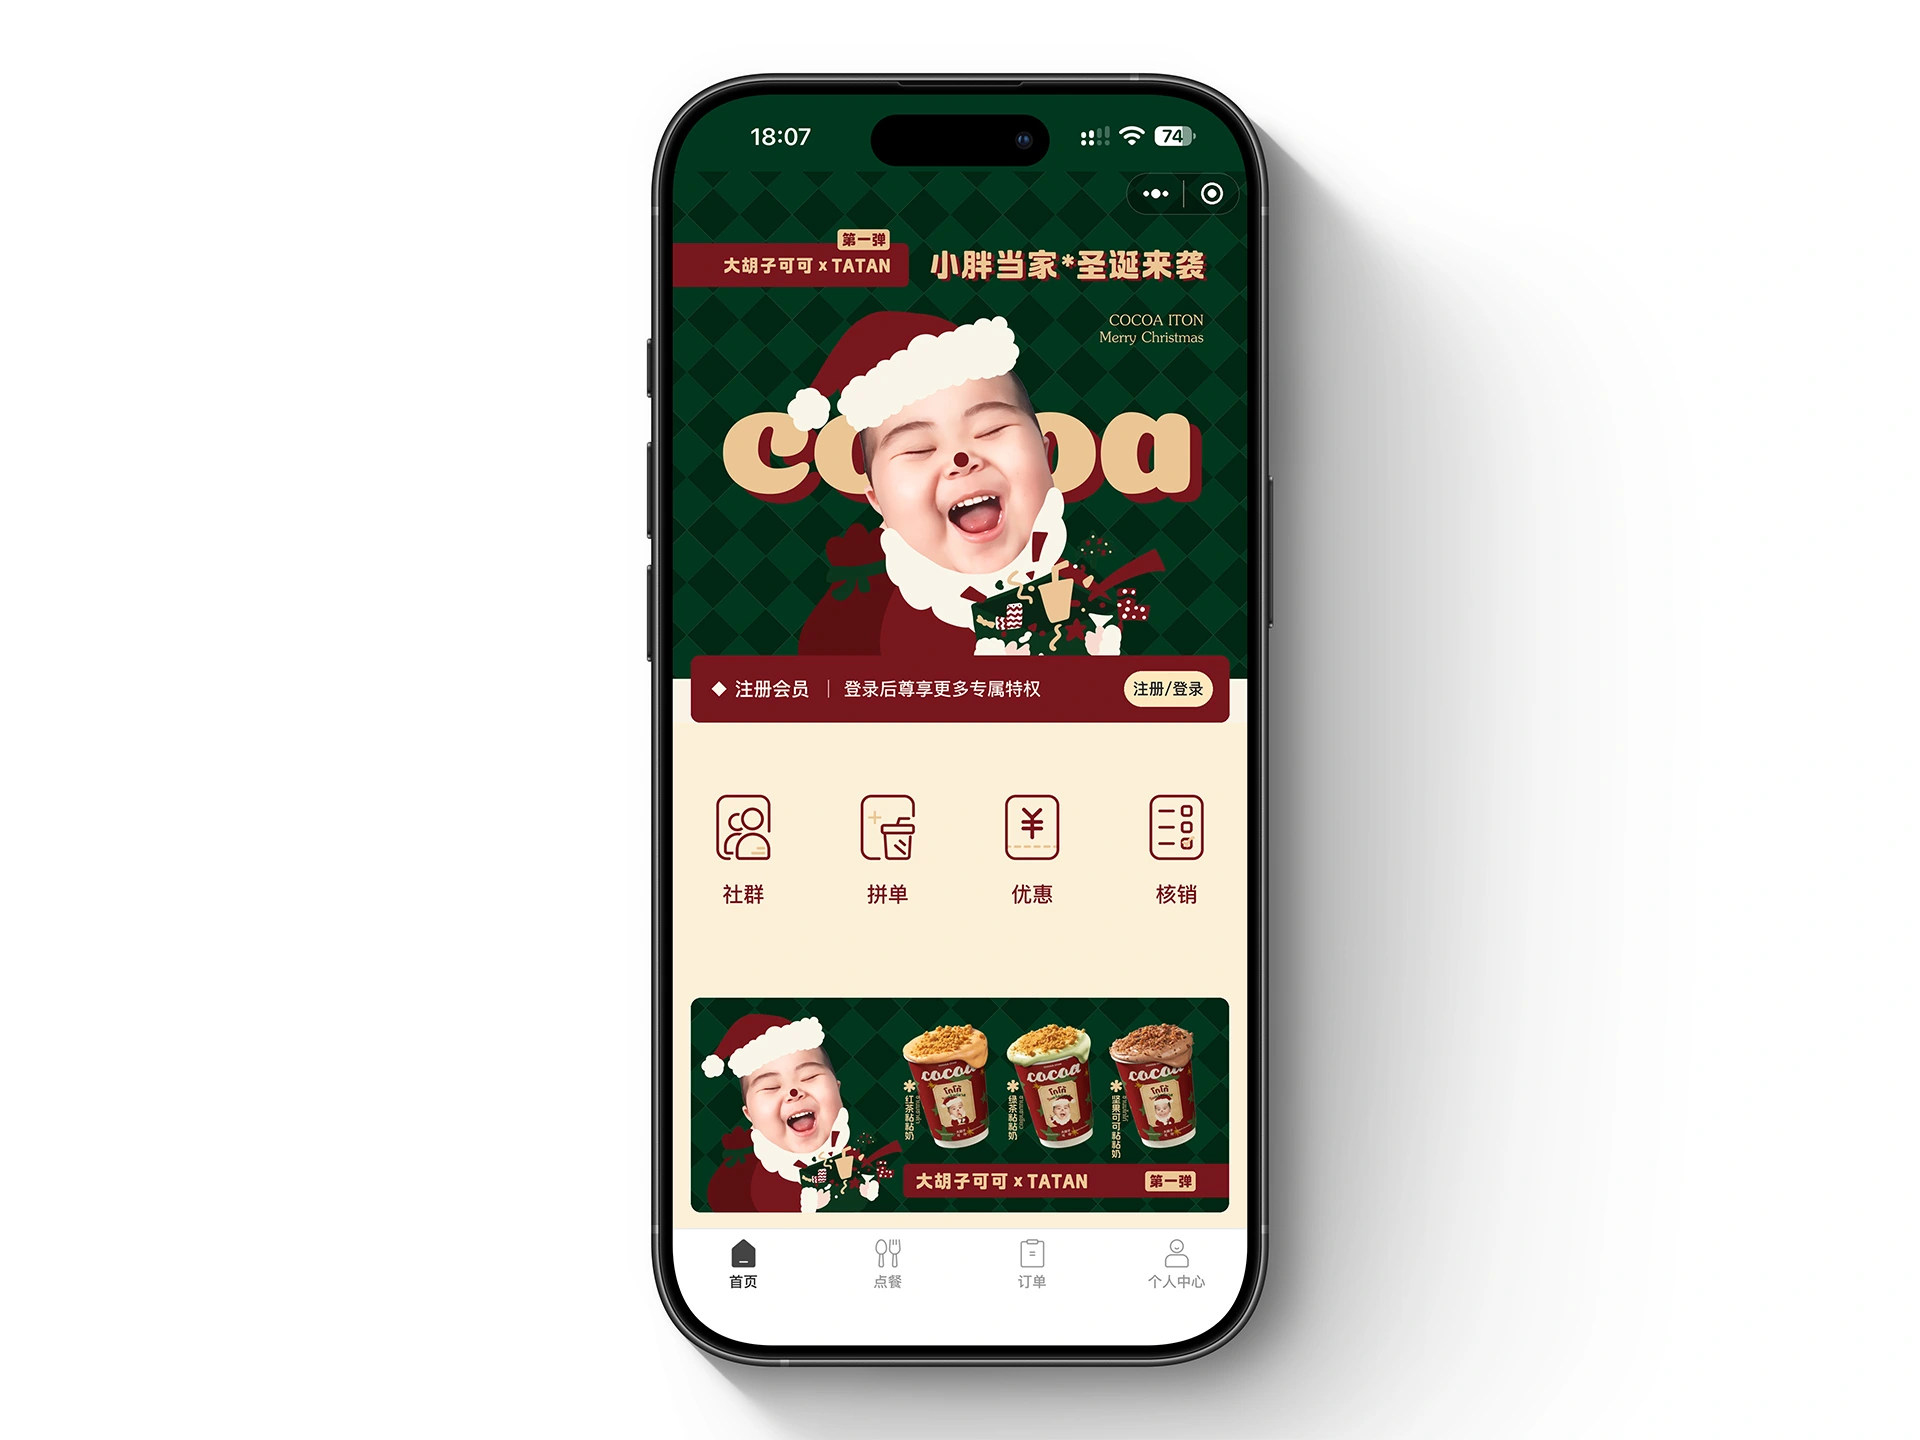 18:07
74
第一弹
大胡子可可 x TATAN
小胖当家*圣诞来袭
COCOA ITON
Merry Christmas
cocoa
注册会员 | 登录后尊享更多专属特权
注册/登录
社群
拼单
优惠
核销
cocoa
cocoa
cocoa
红茶粘粘奶
绿茶粘粘奶
坚果可可粘粘奶
大胡子可可 x TATAN
第一弹
首页
点餐
订单
个人中心